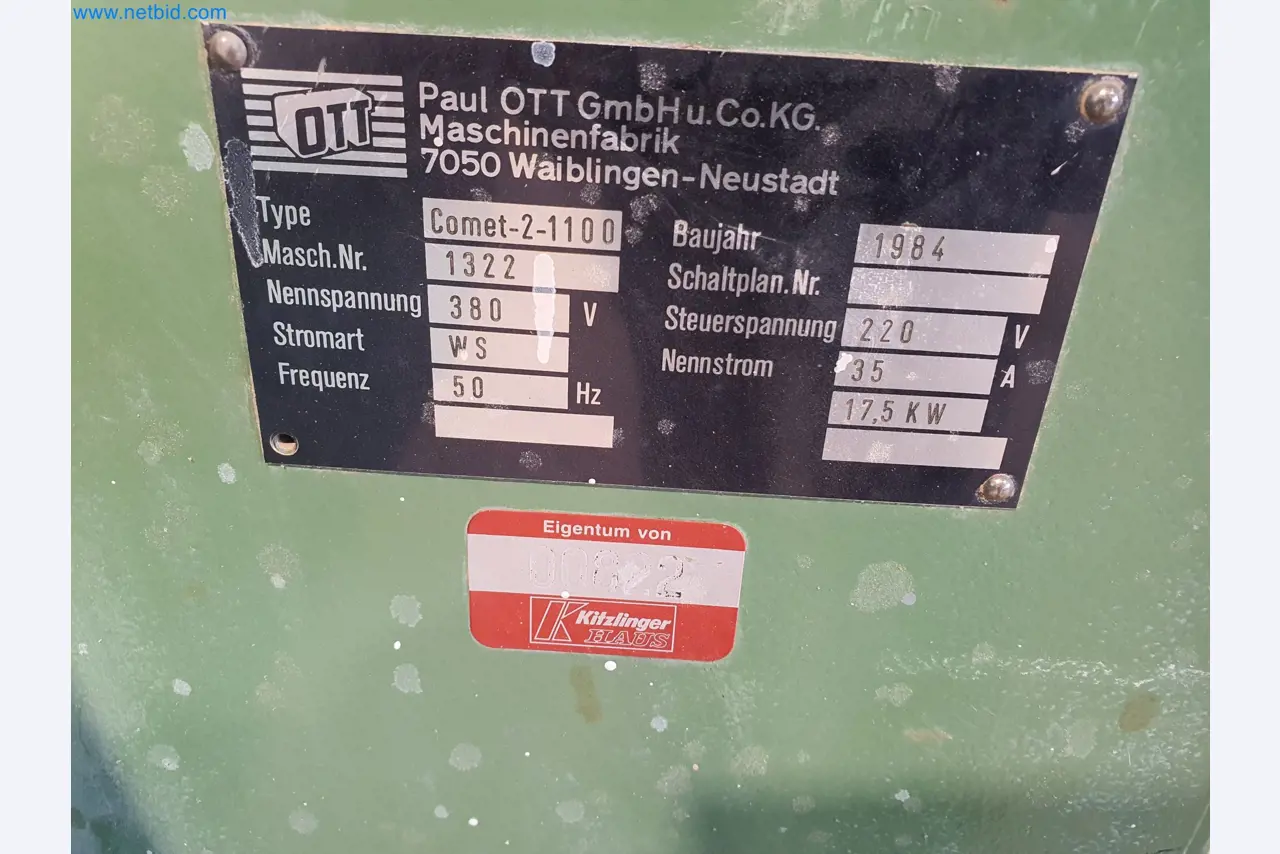 www.netbid.com
OTT
Paul OTT GmbH u. Co. KG.
Maschinenfabrik
7050 Waiblingen-Neustadt
Type Comet-2-1100
Masch.Nr. 1322
Nennspannung 380 V
Stromart WS
Frequenz 50 Hz
Baujahr 1984
Schaltplan.Nr.
Steuerspannung 220 V
Nennstrom 35 A
17,5 KW
Eigentum von
K Kitzlinger
HAUS